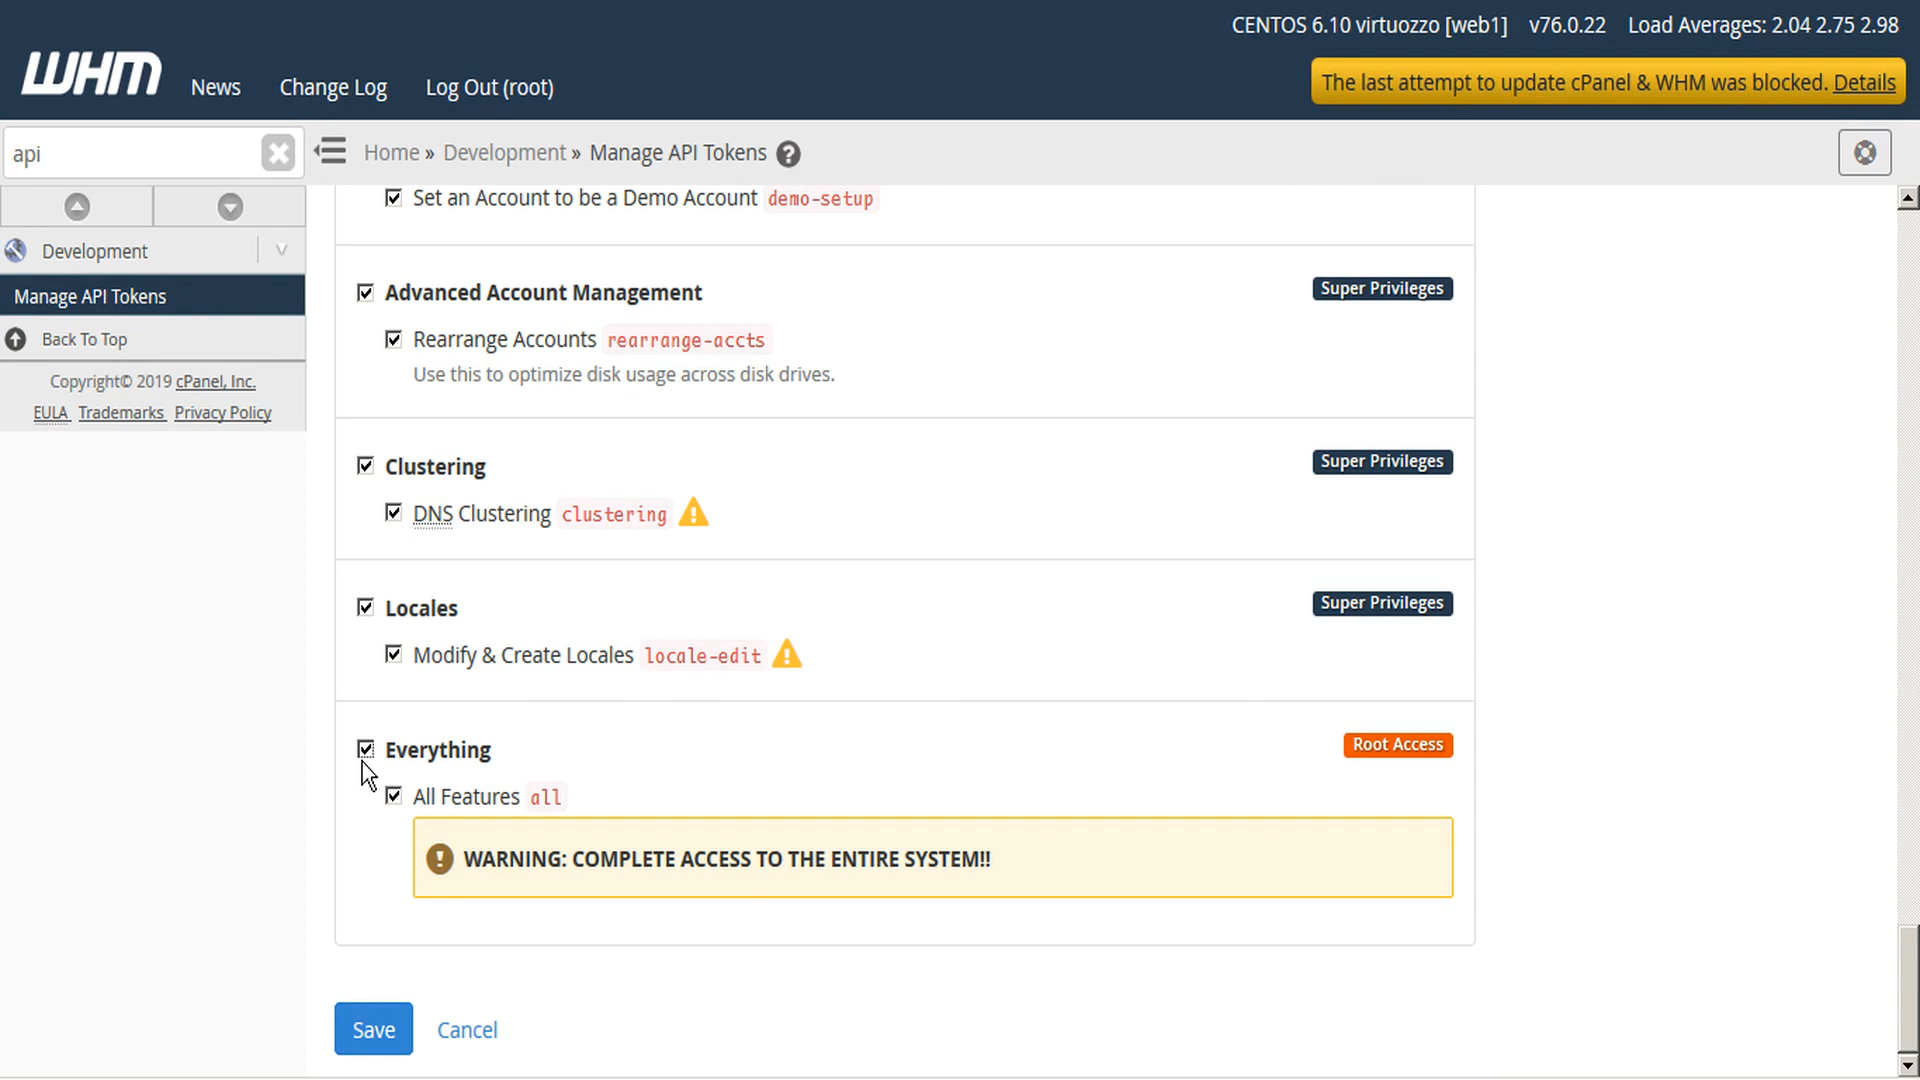 CENTOS 6.10 virtuozzo [web1] v76.0.22 Load Averages: 2.04 2.75 2.98
WHM News Change Log Log Out (root)
The last attempt to update cPanel & WHM was blocked. Details
api
Home » Development » Manage API Tokens
Development
Manage API Tokens
Back To Top
Copyright© 2019 cPanel, Inc.
EULA Trademarks Privacy Policy
Set an Account to be a Demo Account demo-setup
Advanced Account Management Super Privileges
Rearrange Accounts rearrange-accts
Use this to optimize disk usage across disk drives.
Clustering Super Privileges
DNS Clustering clustering
Locales Super Privileges
Modify & Create Locales locale-edit
Everything Root Access
All Features all
WARNING: COMPLETE ACCESS TO THE ENTIRE SYSTEM!!
Save Cancel